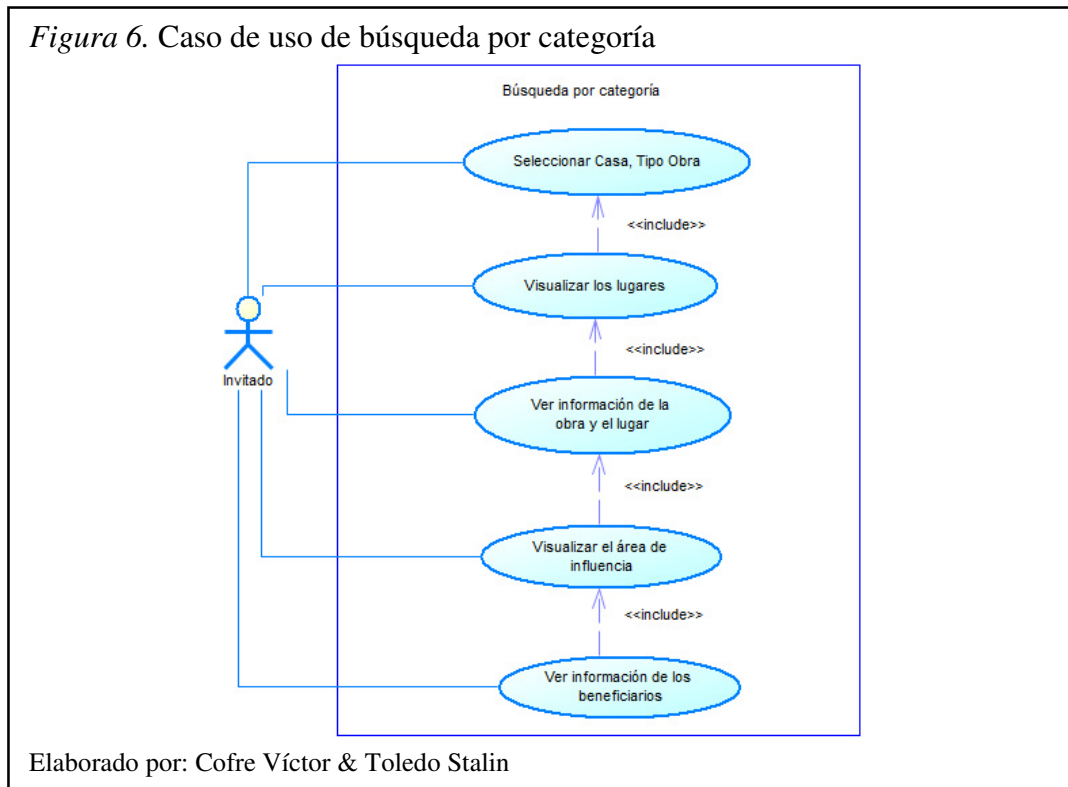 Figura 6. Caso de uso de búsqueda por categoría
Búsqueda por categoría
Seleccionar Casa, Tipo Obra
<<include>>
Visualizar los lugares
<<include>>
Invitado
Ver información de la
obra y el lugar
<<include>>
Visualizar el área de
influencia
<<include>>
Ver información de los
beneficiarios
Elaborado por: Cofre Víctor & Toledo Stalin